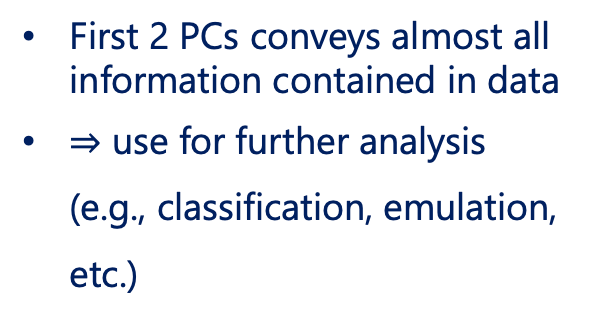 • First 2 PCs conveys almost all
information contained in data
• ⇒ use for further analysis
(e.g., classification, emulation,
etc.)